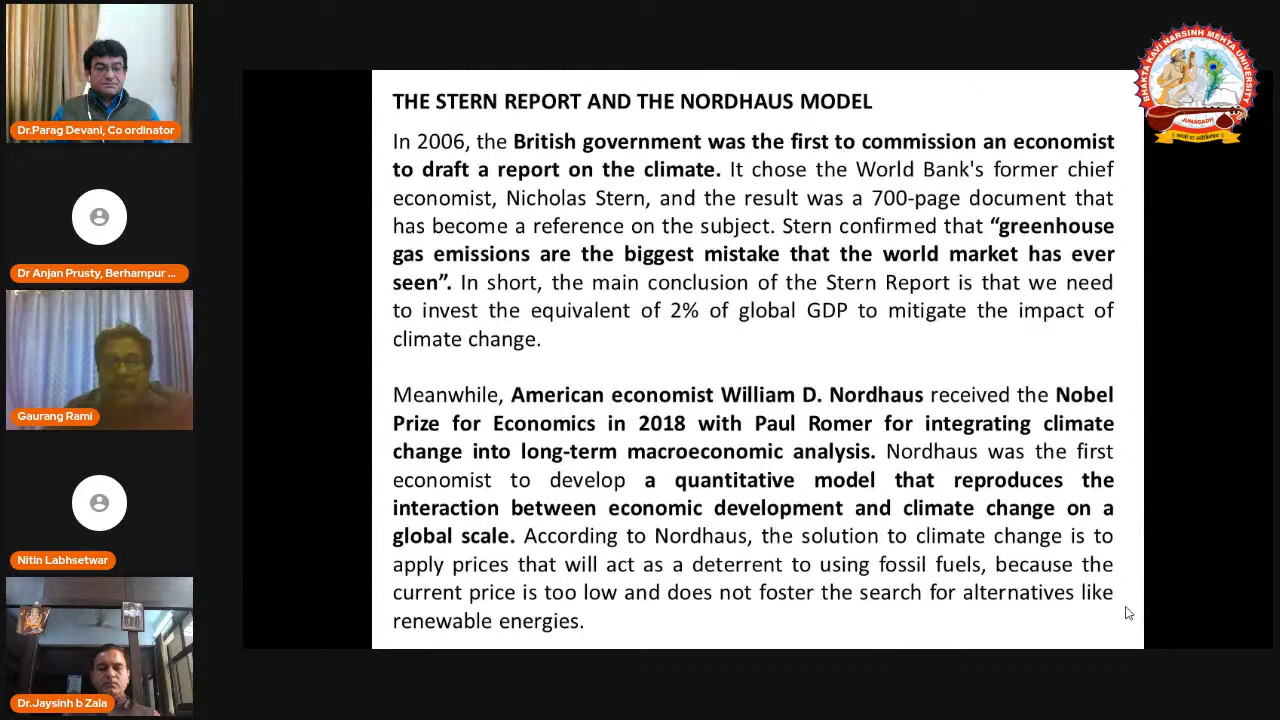 Dr.Parag Devani, Co ordinator
Dr Anjan Prusty, Berhampur ...
Gaurang Rami
Nitin Labhsetwar
Dr.Jaysinh b Zala
THE STERN REPORT AND THE NORDHAUS MODEL
In 2006, the British government was the first to commission an economist
to draft a report on the climate. It chose the World Bank's former chief
economist, Nicholas Stern, and the result was a 700-page document that
has become a reference on the subject. Stern confirmed that “greenhouse
gas emissions are the biggest mistake that the world market has ever
seen”. In short, the main conclusion of the Stern Report is that we need
to invest the equivalent of 2% of global GDP to mitigate the impact of
climate change.
Meanwhile, American economist William D. Nordhaus received the Nobel
Prize for Economics in 2018 with Paul Romer for integrating climate
change into long-term macroeconomic analysis. Nordhaus was the first
economist to develop a quantitative model that reproduces the
interaction between economic development and climate change on a
global scale. According to Nordhaus, the solution to climate change is to
apply prices that will act as a deterrent to using fossil fuels, because the
current price is too low and does not foster the search for alternatives like
renewable energies.
BHAKTA KAVI NARSINH MEHTA UNIVERSITY
JUNAGADH